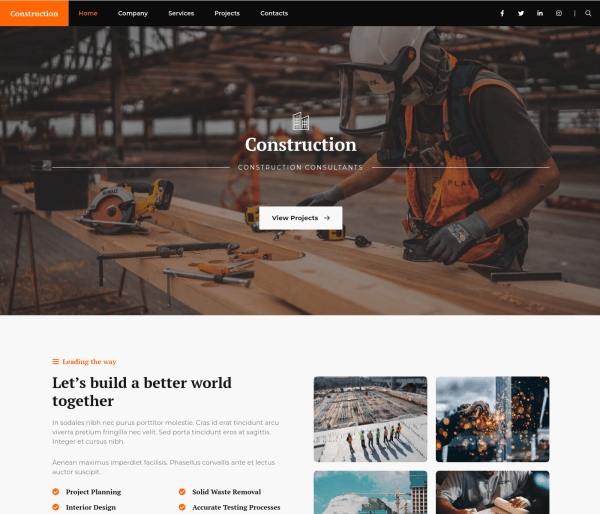 Construction Home Company Services Projects Contacts
Construction
CONSTRUCTION CONSULTANTS
View Projects
Leading the way
Let's build a better world
together
In sodales nibh nec purus porttitor molestie. Cras id erat tincidunt arcu
viverra pretium fringilla nec velit. Sed porta tincidunt eros at sagittis.
Integer et cursus nibh.
Aenean maximus imperdiet facilisis. Phasellus convallis ante et lectus
auctor suscipit.
Project Planning Solid Waste Removal
Interior Design Accurate Testing Processes